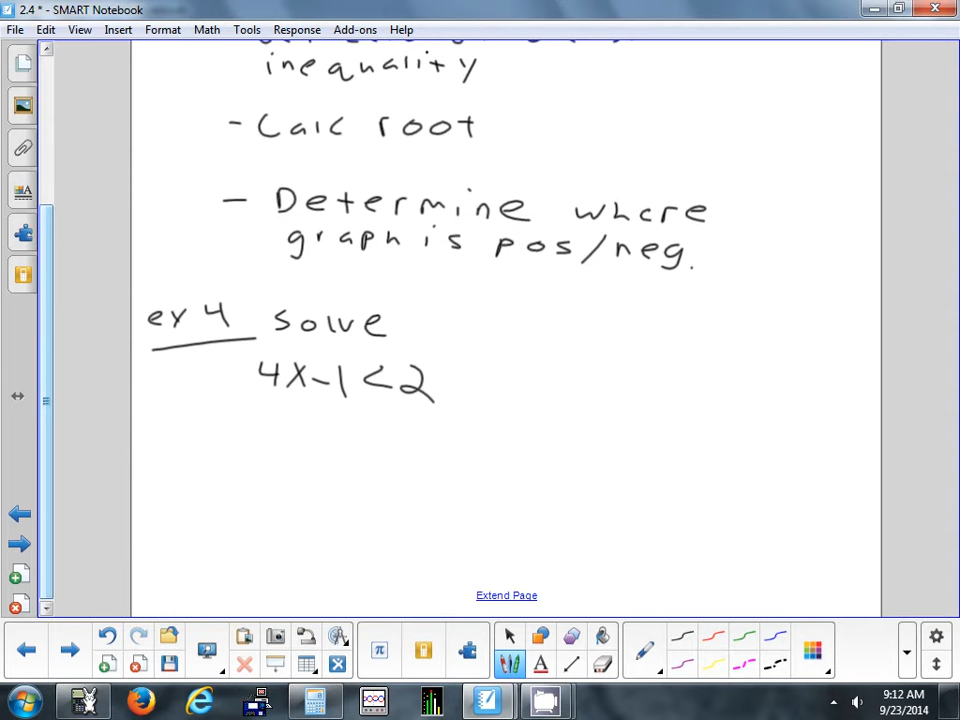 2.4 * - SMART Notebook
File Edit View Insert Format Math Tools Response Add-ons Help
inequality
- Calc root
- Determine where
graph is pos/neg.
ex 4 solve
4x-1<2
Extend Page
9:12 AM
9/23/2014